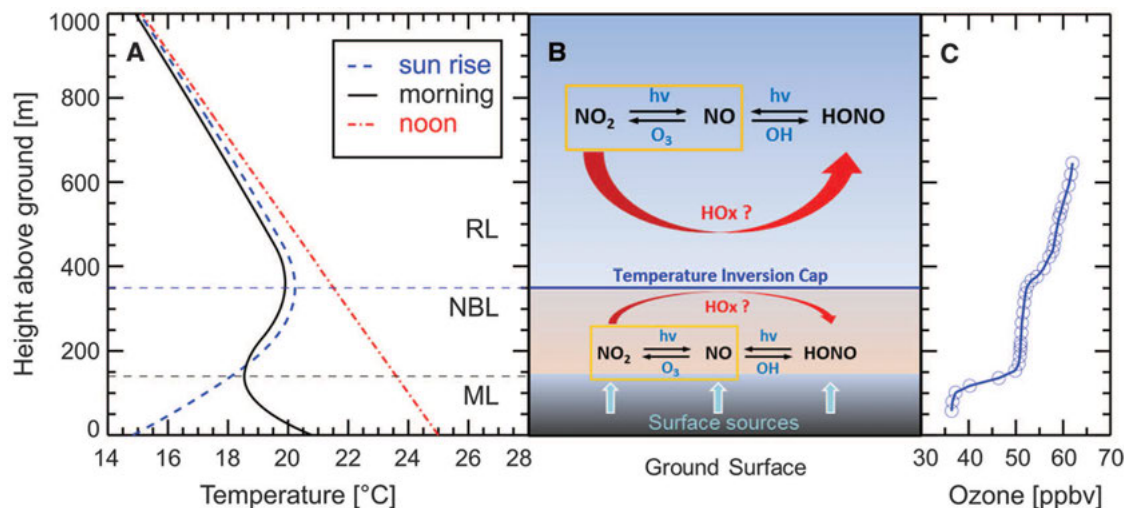 A
sun rise
morning
noon
1000
800
600
400
200
0
Height above ground [m]
RL
NBL
ML
14 16 18 20 22 24 26 28
Temperature [°C]
B
hv hv
NO2 NO HONO
O3 OH
HOx ?
Temperature Inversion Cap
HOx ?
hv hv
NO2 NO HONO
O3 OH
Surface sources
Ground Surface
C
30 40 50 60 70
Ozone [ppbv]